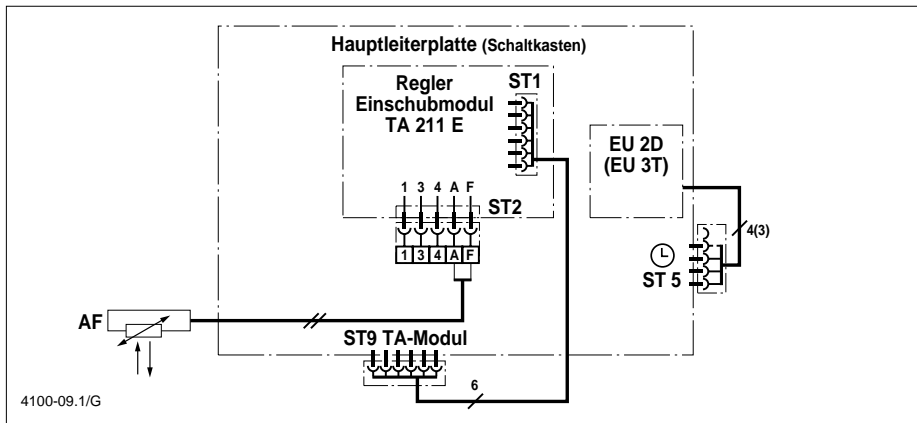 Hauptleiterplatte (Schaltkasten)
Regler
Einschubmodul
TA 211 E
ST1
EU 2D
(EU 3T)
1 3 4 A F
ST2
1 3 4 A F
4(3)
ST 5
AF
ST9 TA-Modul
6
4100-09.1/G